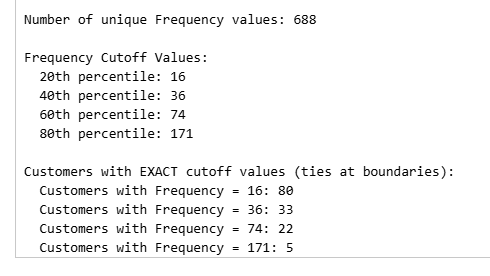 Number of unique Frequency values: 688
Frequency Cutoff Values:
20th percentile: 16
40th percentile: 36
60th percentile: 74
80th percentile: 171
Customers with EXACT cutoff values (ties at boundaries):
Customers with Frequency = 16: 80
Customers with Frequency = 36: 33
Customers with Frequency = 74: 22
Customers with Frequency = 171: 5